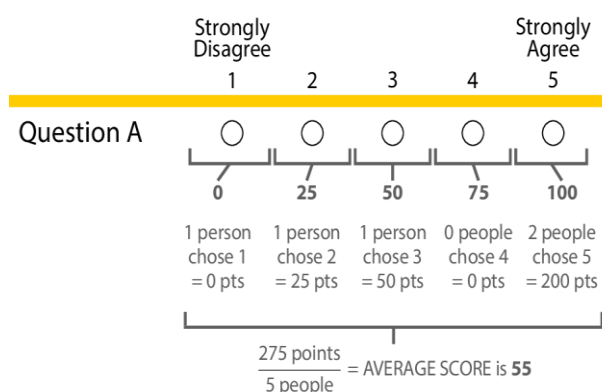 Strongly
Disagree
Strongly
Agree
1 2 3 4 5
Question A
0 25 50 75 100
1 person 1 person 1 person 0 people 2 people
chose 1 chose 2 chose 3 chose 4 chose 5
= 0 pts = 25 pts = 50 pts = 0 pts = 200 pts
275 points
5 people
= AVERAGE SCORE is 55